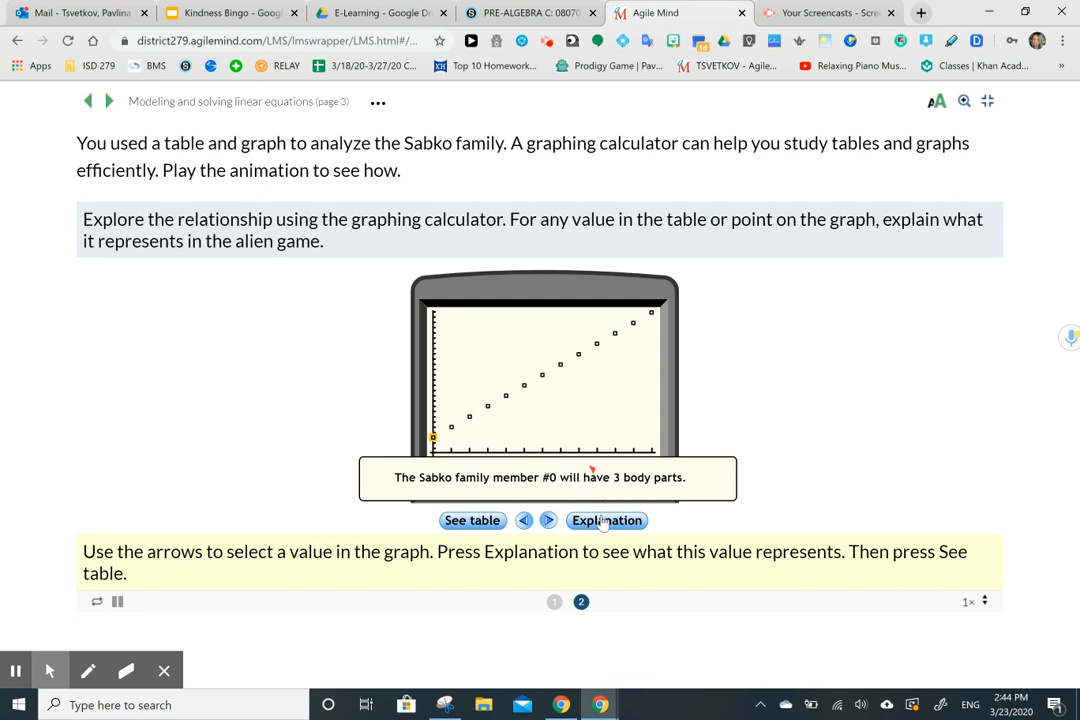 Mail - Tsvetkov, Pavlina
Kindness Bingo - Goog
E-Learning - Google Dr
PRE-ALGEBRA C: 0807
Agile Mind
Your Screencasts - Scre
district279.agilemind.com/LMS/lmswrapper/LMS.html#/...
Apps
ISD 279
BMS
RELAY
3/18/20-3/27/20 C...
Top 10 Homework...
Prodigy Game | Pav...
TSVETKOV - Agile...
Relaxing Piano Mus...
Classes | Khan Acad...
»
Modeling and solving linear equations (page 3)
AA
You used a table and graph to analyze the Sabko family. A graphing calculator can help you study tables and graphs
efficiently. Play the animation to see how.
Explore the relationship using the graphing calculator. For any value in the table or point on the graph, explain what
it represents in the alien game.
The Sabko family member #0 will have 3 body parts.
See table
Explanation
Use the arrows to select a value in the graph. Press Explanation to see what this value represents. Then press See
table.
1
2
1×
Type here to search
ENG
2:44 PM
3/23/2020